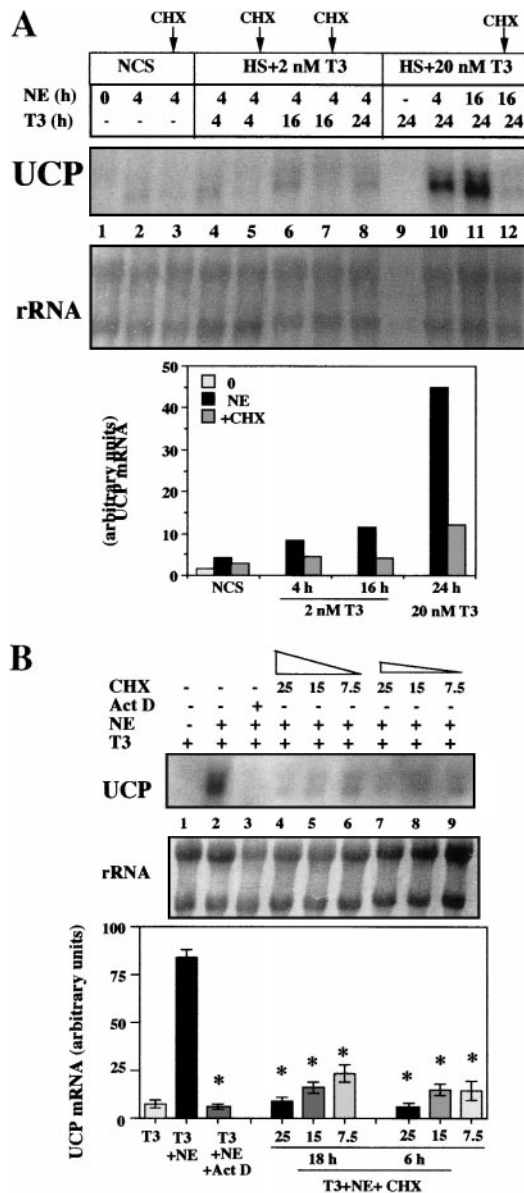 A
CHX CHX CHX CHX
NCS HS+2 nM T3 HS+20 nM T3
NE (h) 0 4 4 4 4 4 4 4 - 4 16 16
T3 (h) - - - 4 4 16 16 24 24 24 24 24
UCP
1 2 3 4 5 6 7 8 9 10 11 12
rRNA
UCP mRNA
(arbitrary units)
50
40
30
20
10
0
0
NE
+CHX
NCS 4 h 16 h 24 h
2 nM T3 20 nM T3
B
CHX - - - 25 15 7.5 25 15 7.5
Act D - - + - - - - - -
NE - + + + + + + + +
T3 + + + + + + + + +
UCP
1 2 3 4 5 6 7 8 9
rRNA
UCP mRNA (arbitrary units)
100
75
50
25
0
* * * * * * *
T3 T3 T3 25 15 7.5 25 15 7.5
+NE +NE
+Act D
18 h 6 h
T3+NE+ CHX